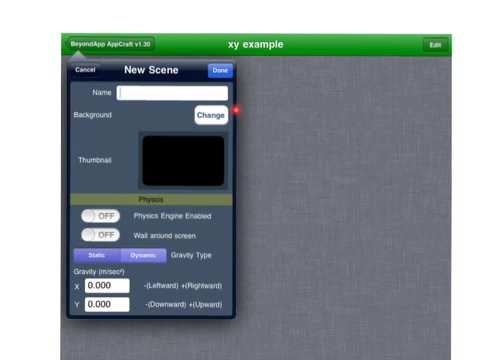 BeyondApp AppCraft v1.30 xy example Edit
Cancel New Scene Done
Name
Background Change
Thumbnail
Physcis
OFF Physics Engine Enabled
OFF Wall around screen
Static Dynamic Gravity Type
Gravity (m/sec²)
X 0.000 -(Leftward) +(Rightward)
Y 0.000 -(Downward) +(Upward)